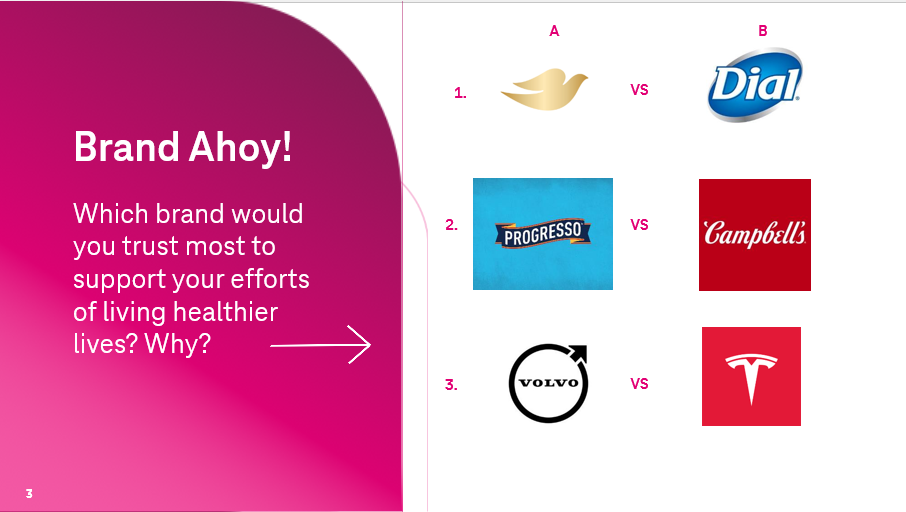 A
B
1.
VS
Dial
Brand Ahoy!
Which brand would
you trust most to
support your efforts
of living healthier
lives? Why?
2.
PROGRESSO
VS
Campbell's
3.
VOLVO
VS
3